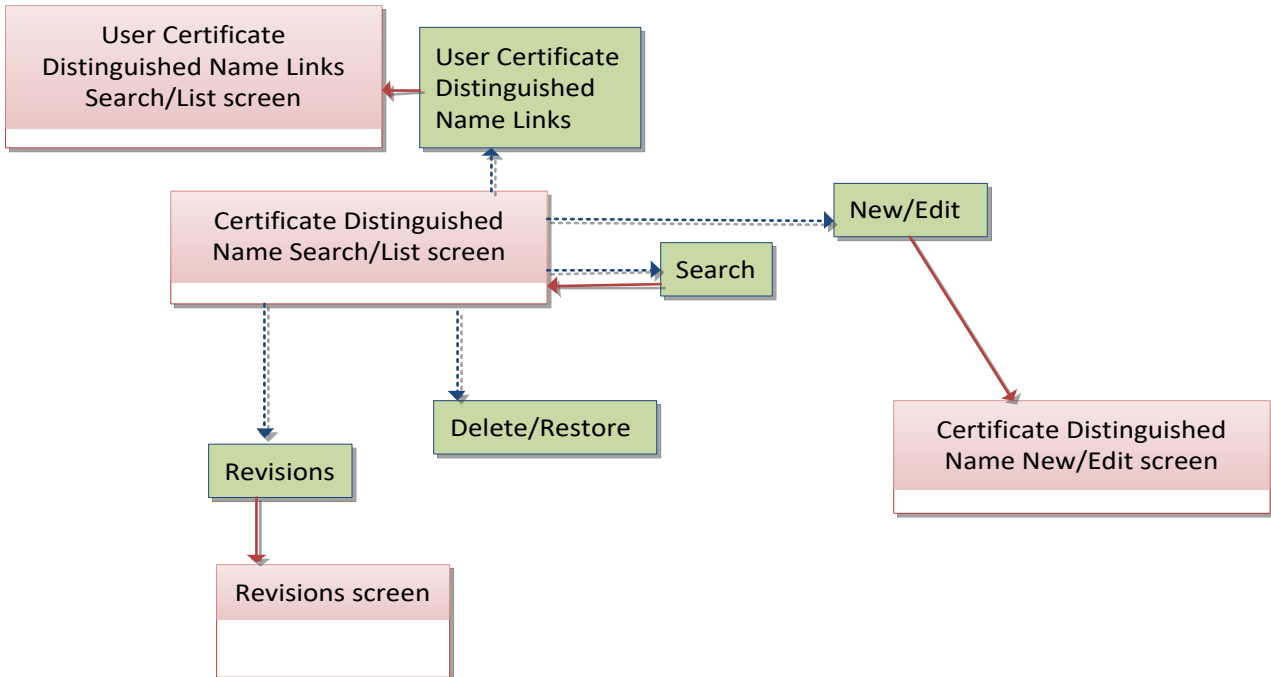 User Certificate
Distinguished Name Links
Search/List screen
User Certificate
Distinguished
Name Links
Certificate Distinguished
Name Search/List screen
New/Edit
Search
Delete/Restore
Certificate Distinguished
Name New/Edit screen
Revisions
Revisions screen